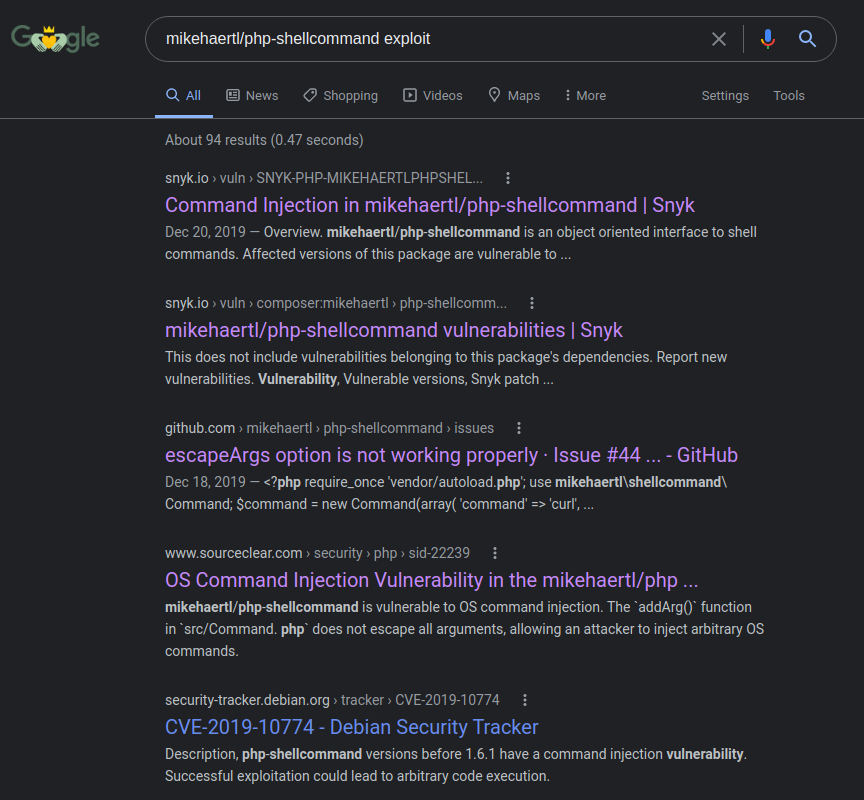 Google
mikehaertl/php-shellcommand exploit
All News Shopping Videos Maps More Settings Tools
About 94 results (0.47 seconds)
snyk.io › vuln › SNYK-PHP-MIKEHAERTLPHPSHEL...
Command Injection in mikehaertl/php-shellcommand | Snyk
Dec 20, 2019 — Overview. mikehaertl/php-shellcommand is an object oriented interface to shell
commands. Affected versions of this package are vulnerable to ...
snyk.io › vuln › composer:mikehaertl › php-shellcomm...
mikehaertl/php-shellcommand vulnerabilities | Snyk
This does not include vulnerabilities belonging to this package's dependencies. Report new
vulnerabilities. Vulnerability, Vulnerable versions, Snyk patch ...
github.com › mikehaertl › php-shellcommand › issues
escapeArgs option is not working properly · Issue #44 ... - GitHub
Dec 18, 2019 — <?php require_once 'vendor/autoload.php'; use mikehaertl\shellcommand\
Command; $command = new Command(array( 'command' => 'curl', ...
www.sourceclear.com › security › php › sid-22239
OS Command Injection Vulnerability in the mikehaertl/php ...
mikehaertl/php-shellcommand is vulnerable to OS command injection. The `addArg()` function
in `src/Command. php` does not escape all arguments, allowing an attacker to inject arbitrary OS
commands.
security-tracker.debian.org › tracker › CVE-2019-10774
CVE-2019-10774 - Debian Security Tracker
Description, php-shellcommand versions before 1.6.1 have a command injection vulnerability.
Successful exploitation could lead to arbitrary code execution.